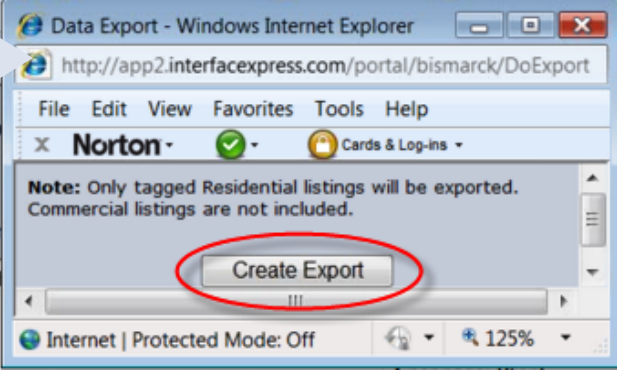 Data Export - Windows Internet Explorer
http://app2.interfacexpress.com/portal/bismarck/DoExport
File Edit View Favorites Tools Help
x Norton Cards & Log-ins
Note: Only tagged Residential listings will be exported.
Commercial listings are not included.
Create Export
Internet | Protected Mode: Off 125%